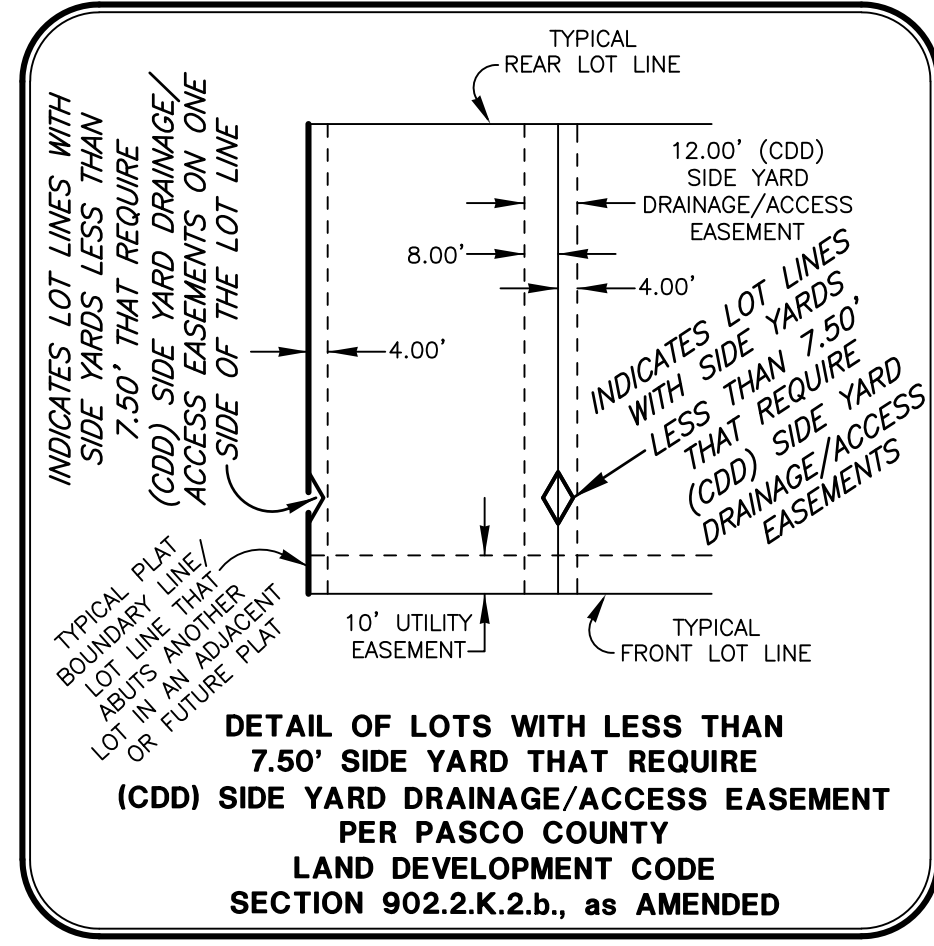 TYPICAL
REAR LOT LINE
INDICATES LOT LINES WITH
SIDE YARDS LESS THAN
7.50' THAT REQUIRE
(CDD) SIDE YARD DRAINAGE/
ACCESS EASEMENTS ON ONE
SIDE OF THE LOT LINE
12.00' (CDD)
SIDE YARD
DRAINAGE/ACCESS
EASEMENT
8.00'
4.00'
4.00'
INDICATES LOT LINES
WITH SIDE YARDS
LESS THAN 7.50'
THAT REQUIRE
(CDD) SIDE YARD
DRAINAGE/ACCESS
EASEMENTS
TYPICAL PLAT
BOUNDARY LINE/
LOT LINE THAT
ABUTS ANOTHER
LOT IN AN ADJACENT
OR FUTURE PLAT
10' UTILITY
EASEMENT
TYPICAL
FRONT LOT LINE
DETAIL OF LOTS WITH LESS THAN
7.50' SIDE YARD THAT REQUIRE
(CDD) SIDE YARD DRAINAGE/ACCESS EASEMENT
PER PASCO COUNTY
LAND DEVELOPMENT CODE
SECTION 902.2.K.2.b., as AMENDED